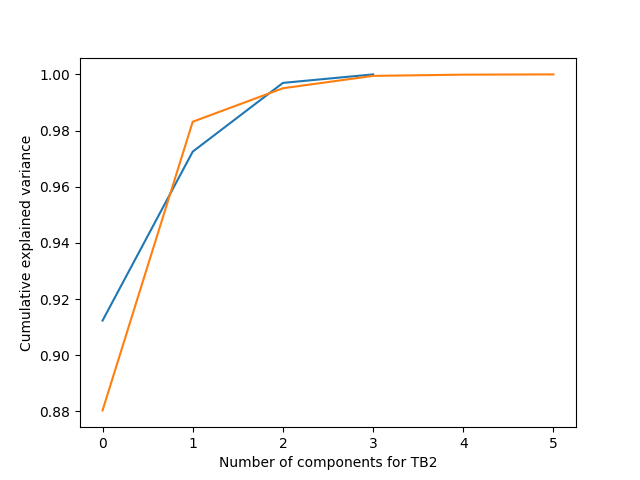 1.00
0.98
0.96
0.94
0.92
0.90
0.88
Cumulative explained variance
0 1 2 3 4 5
Number of components for TB2